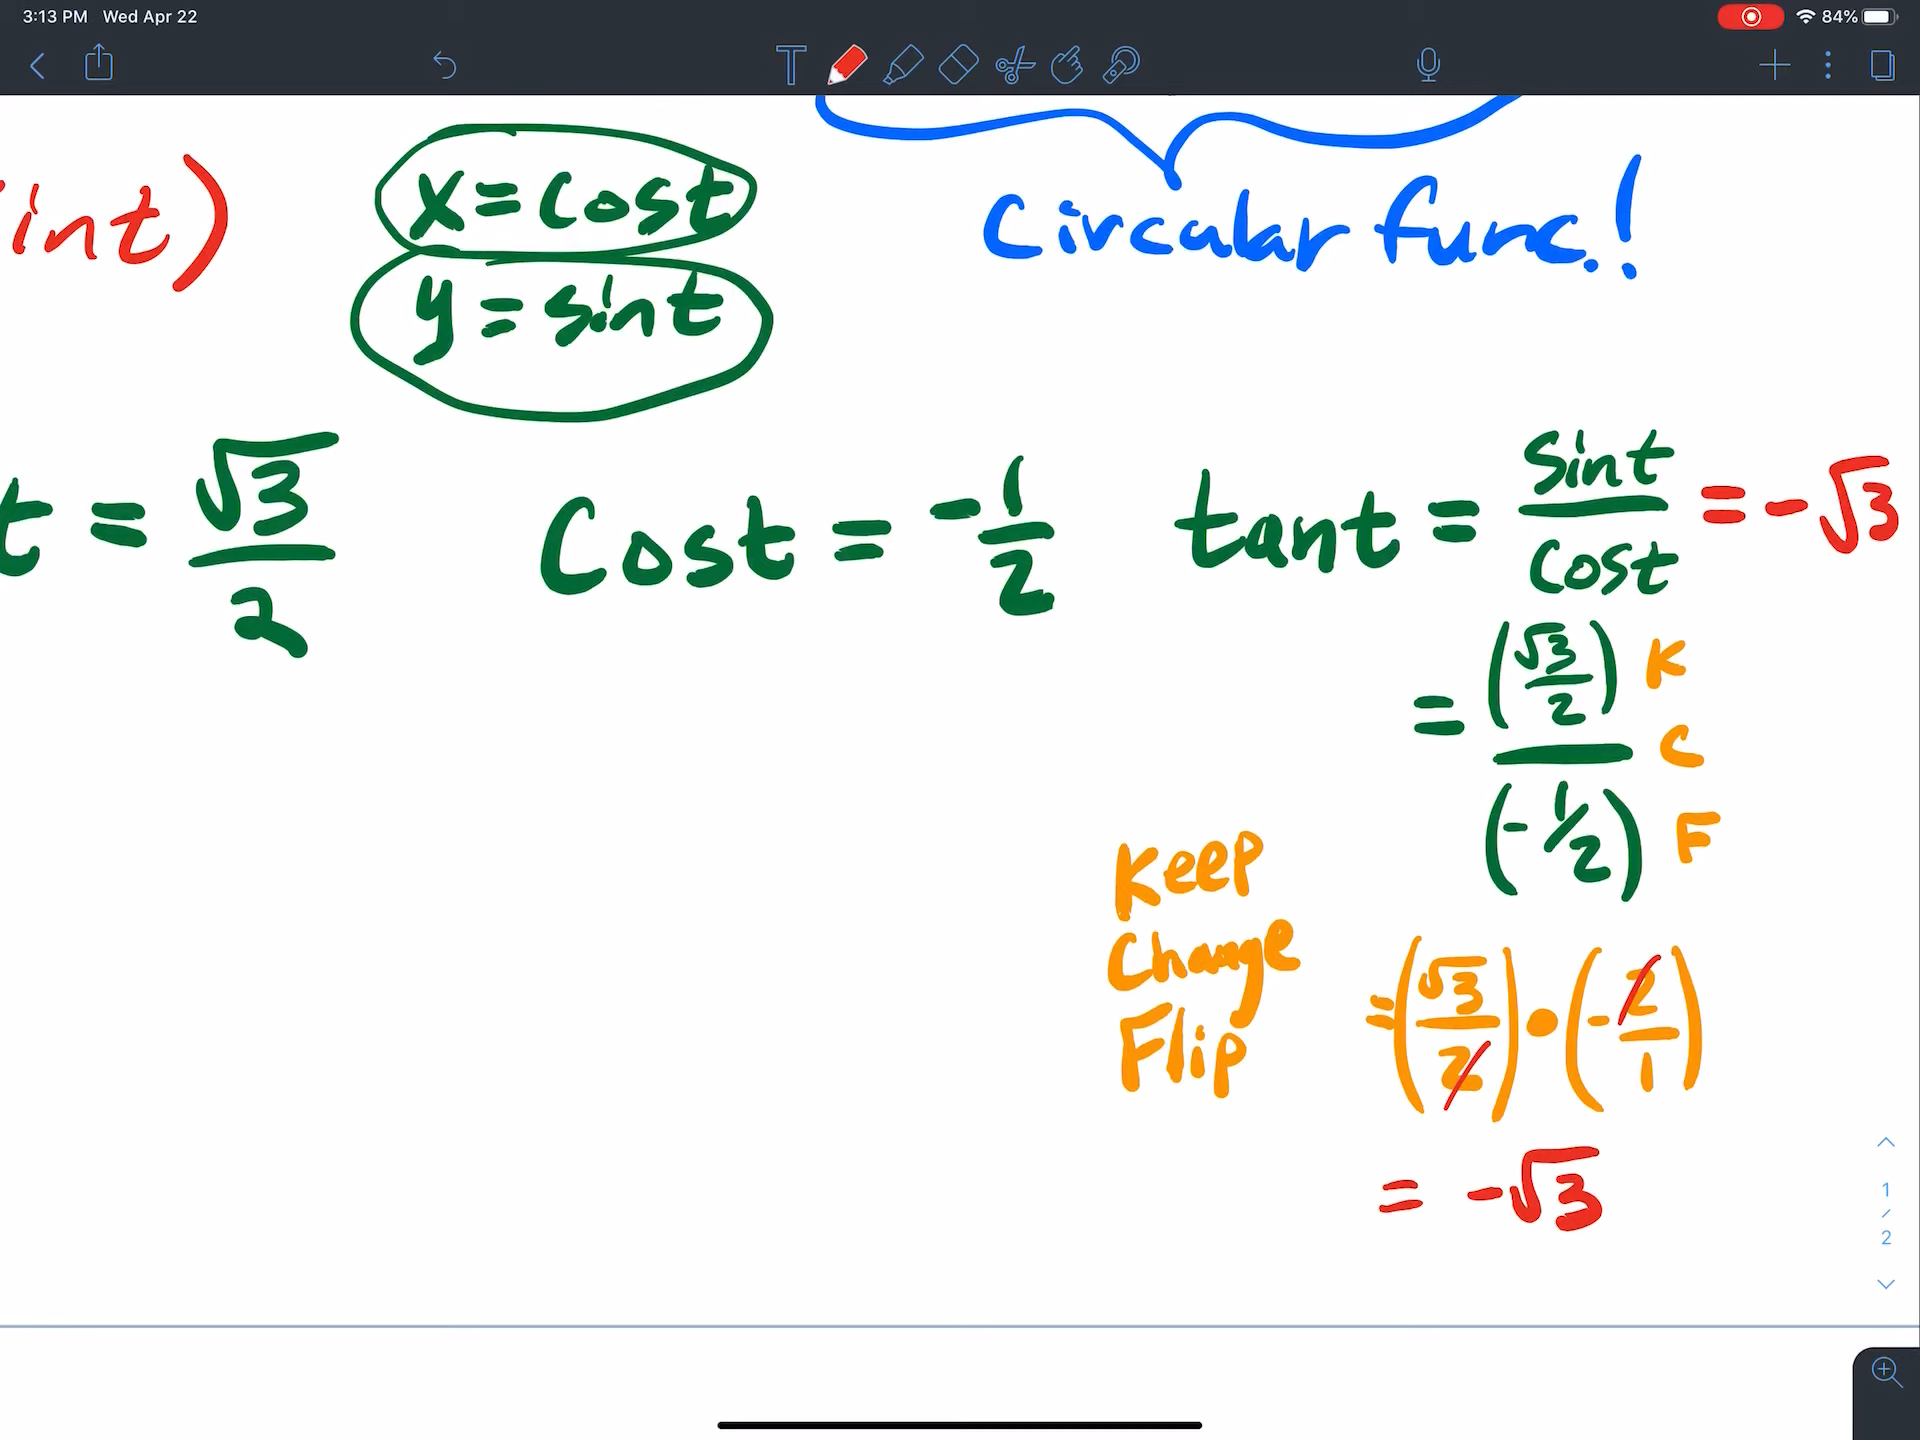 3:13 PM Wed Apr 22
84%
int)
x=cost
y=sint
Circular func.!
t = √3/2
Cost = -1/2
tant = sint/cost = -√3
= (√3/2) K
C
(-1/2) F
Keep
Change
Flip
= (√3/2) • (-2/1)
= -√3
1
/
2